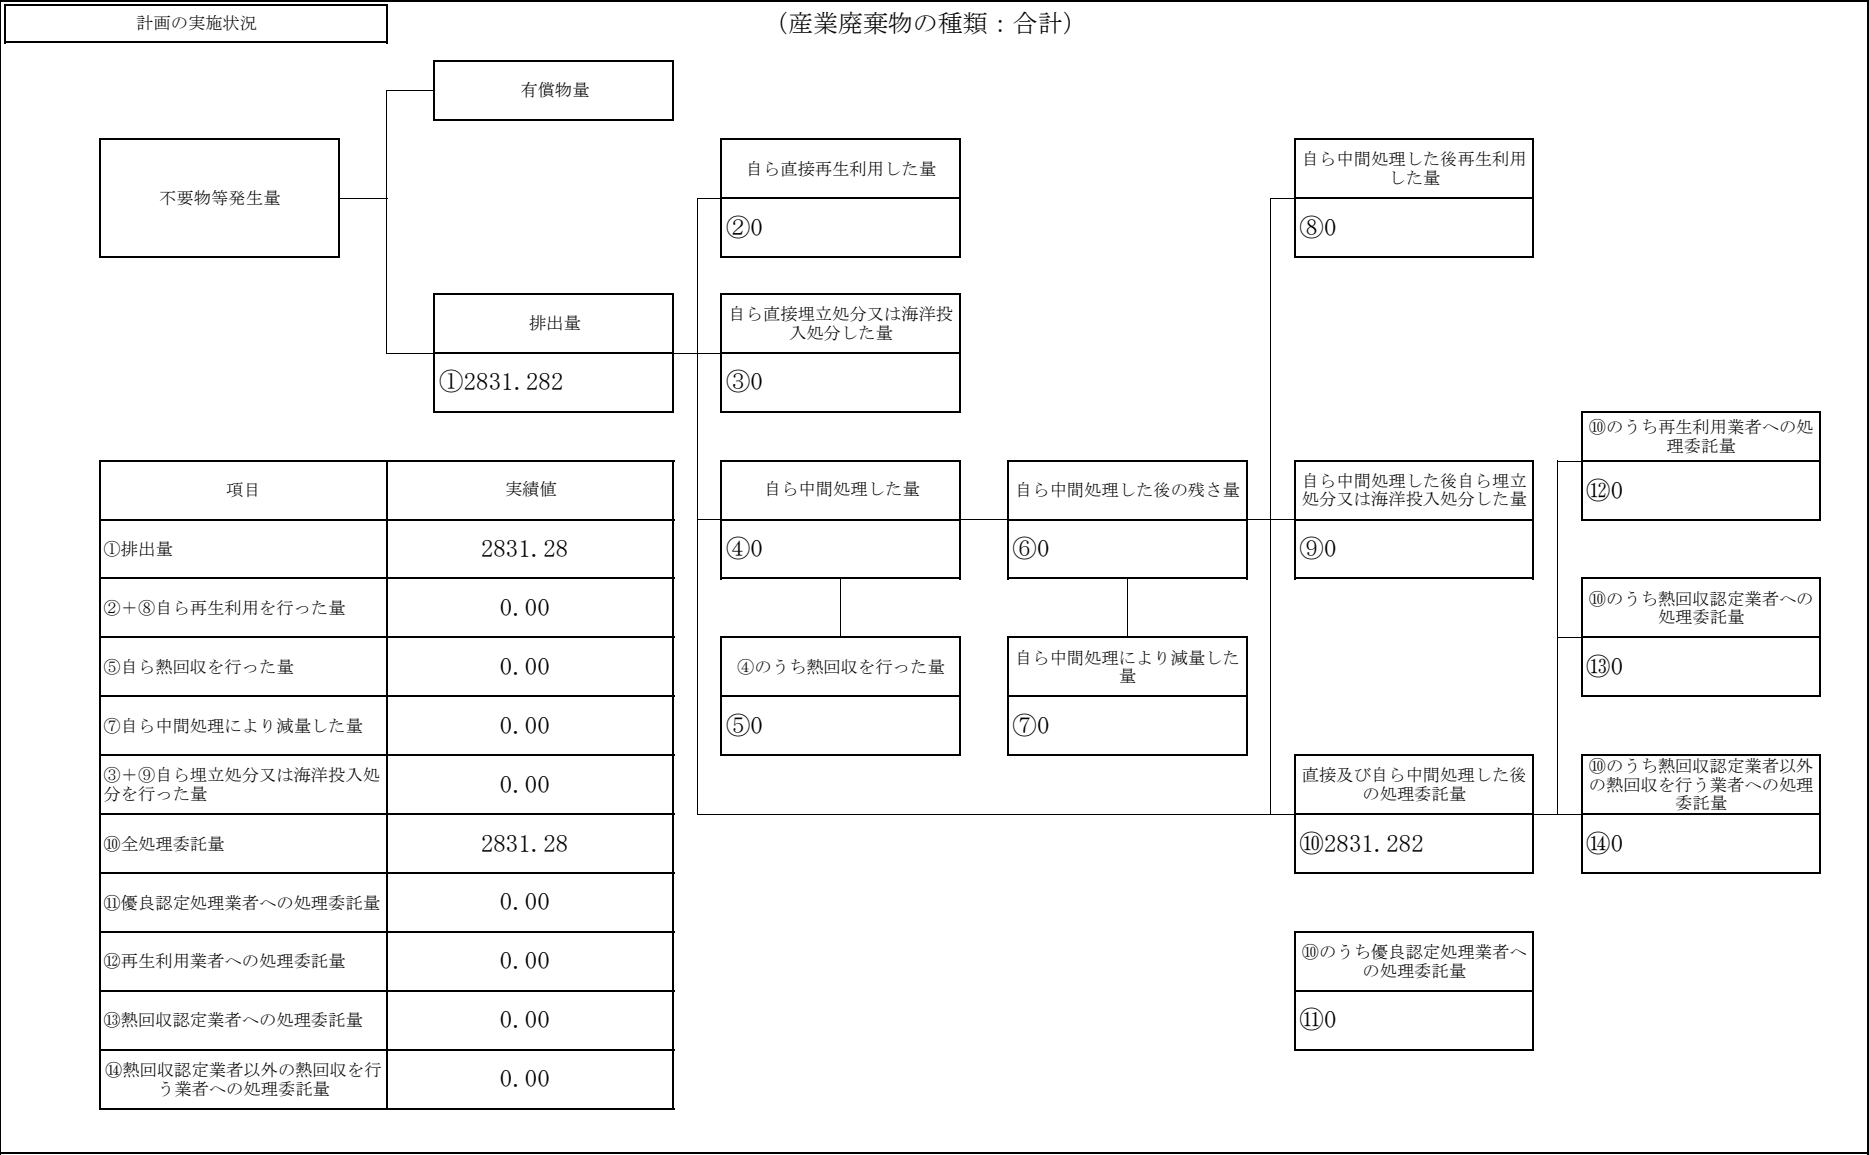 計画の実施状況
（産業廃棄物の種類：合計）
有償物量
不要物等発生量
自ら直接再生利用した量
②0
自ら中間処理した後再生利用
した量
⑧0
排出量
①2831.282
自ら直接埋立処分又は海洋投
入処分した量
③0
⑩のうち再生利用業者への処
理委託量
⑫0
自ら中間処理した量
④0
自ら中間処理した後の残さ量
⑥0
自ら中間処理した後自ら埋立
処分又は海洋投入処分した量
⑨0
④のうち熱回収を行った量
⑤0
自ら中間処理により減量した
量
⑦0
⑩のうち熱回収認定業者への
処理委託量
⑬0
直接及び自ら中間処理した後
の処理委託量
⑩2831.282
⑩のうち熱回収認定業者以外
の熱回収を行う業者への処理
委託量
⑭0
⑩のうち優良認定処理業者へ
の処理委託量
⑪0
項目 実績値
①排出量 2831.28
②＋⑧自ら再生利用を行った量 0.00
⑤自ら熱回収を行った量 0.00
⑦自ら中間処理により減量した量 0.00
③＋⑨自ら埋立処分又は海洋投入処
分を行った量 0.00
⑩全処理委託量 2831.28
⑪優良認定処理業者への処理委託量 0.00
⑫再生利用業者への処理委託量 0.00
⑬熱回収認定業者への処理委託量 0.00
⑭熱回収認定業者以外の熱回収を行
う業者への処理委託量 0.00